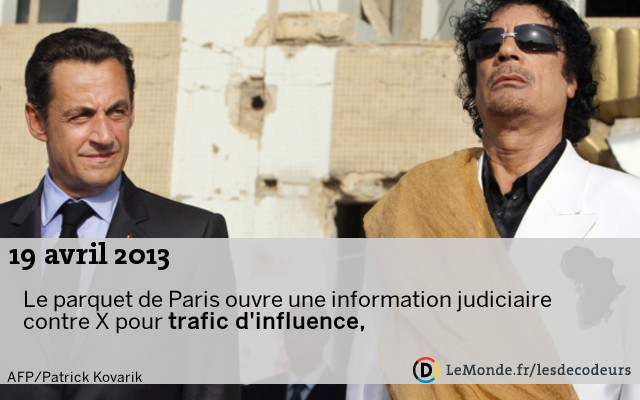 19 avril 2013
Le parquet de Paris ouvre une information judiciaire
contre X pour trafic d'influence,
AFP/Patrick Kovarik
D LeMonde.fr/lesdecodeurs